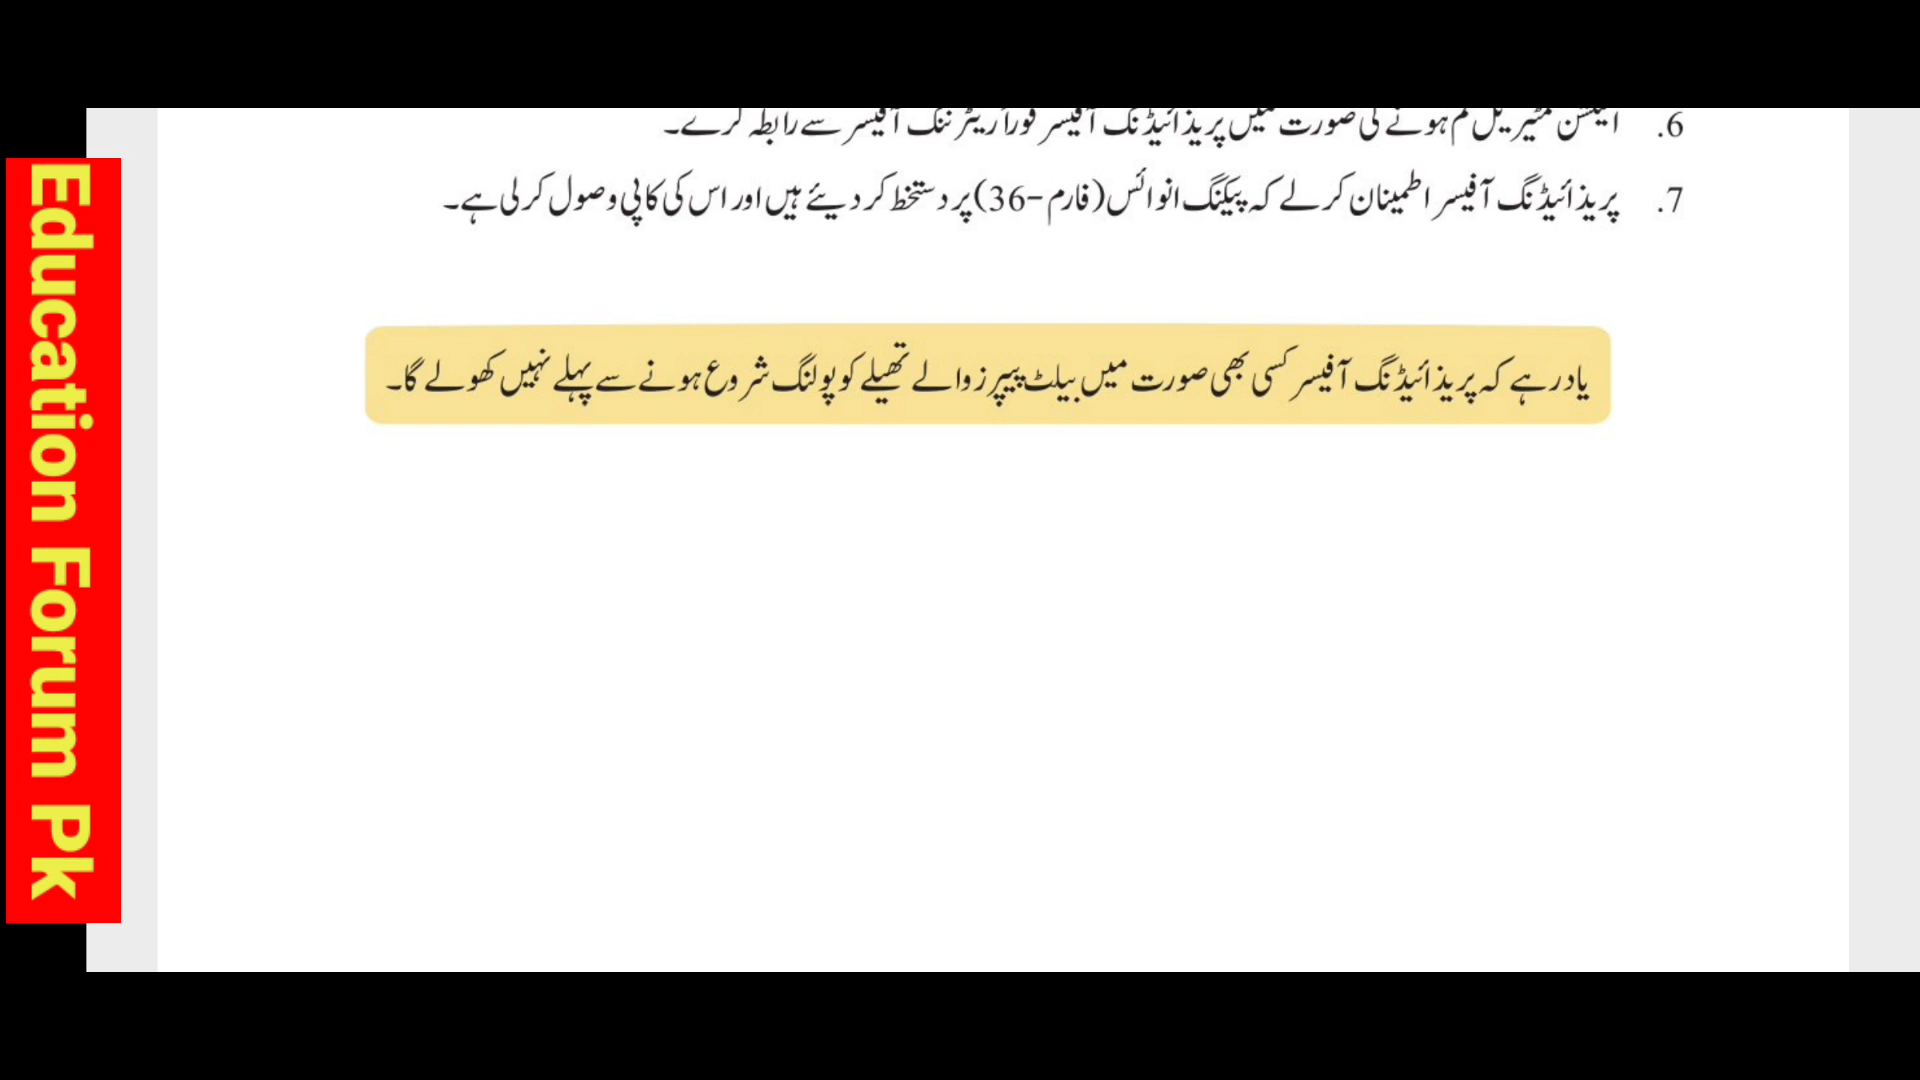 6. الیکشن مٹیریل کم ہونے کی صورت میں پریذائیڈنگ آفیسر فوراً ریٹرننگ آفیسر سے رابطہ کرے۔
7. پریذائیڈنگ آفیسر اطمینان کر لے کہ پیکنگ انوائس (فارم-36) پر دستخط کر دیئے ہیں اور اس کی کاپی وصول کر لی ہے۔
یاد رہے کہ پریذائیڈنگ آفیسر کسی بھی صورت میں بیلٹ پیپرز والے تھیلے کو پولنگ شروع ہونے سے پہلے نہیں کھولے گا۔
Education Forum Pk